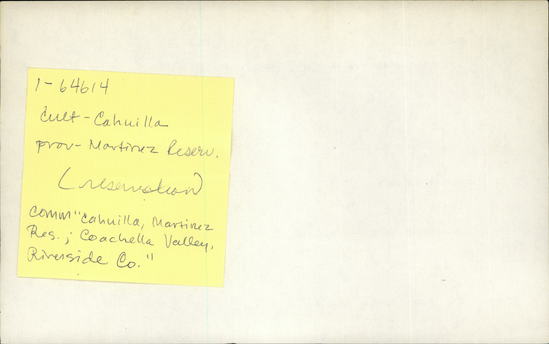 1-64614
Cult - Cahuilla
prov - Martinez Reserv.
(reservation)
comm "Cahuilla, Martinez
Res.; Coachella Valley,
Riverside Co."